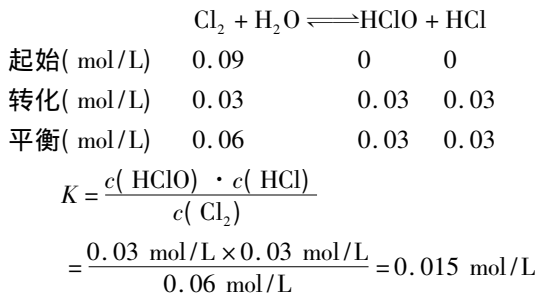 Cl₂ + H₂O ⇌ HClO + HCl
起始( mol/L) 0.09 0 0
转化( mol/L) 0.03 0.03 0.03
平衡( mol/L) 0.06 0.03 0.03
K = c( HClO) · c( HCl) / c( Cl₂)
= 0.03 mol/L × 0.03 mol/L / 0.06 mol/L = 0.015 mol/L